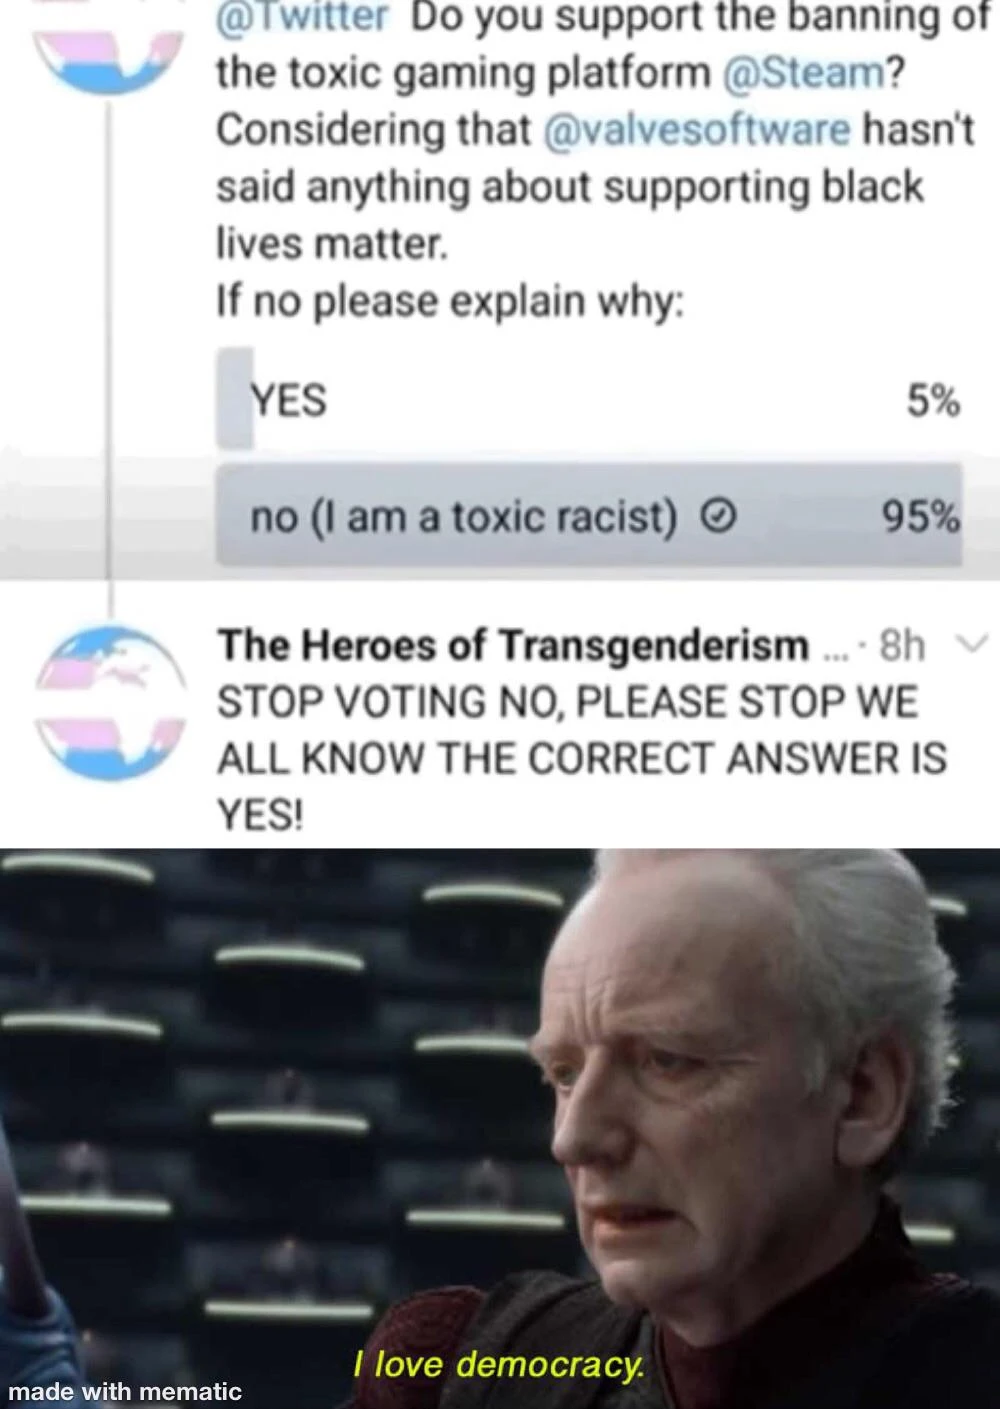 @Twitter Do you support the banning of
the toxic gaming platform @Steam?
Considering that @valvesoftware hasn't
said anything about supporting black
lives matter.
If no please explain why:
YES 5%
no (I am a toxic racist) 95%
The Heroes of Transgenderism ... · 8h
STOP VOTING NO, PLEASE STOP WE
ALL KNOW THE CORRECT ANSWER IS
YES!
I love democracy.
made with mematic